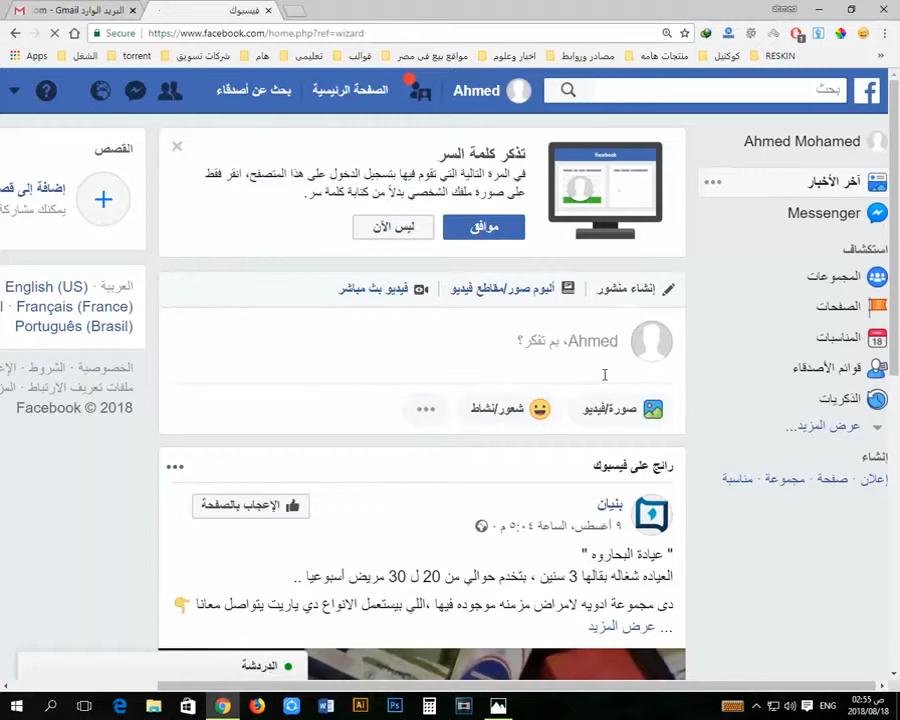 البريد الوارد - Gmail
فيسبوك
Secure
https://www.facebook.com/home.php?ref=wizard
Apps
الشغل
torrent
شركات تسويق
هام
تعليمى
قوالب
مواقع بيع فى مصر
اخبار وعلوم
مصادر وروابط
منتجات هامه
كوكتيل
RESKIN
بحث
Ahmed
الصفحة الرئيسية
بحث عن أصدقاء
Ahmed Mohamed
آخر الأخبار
Messenger
استكشاف
المجموعات
الصفحات
المناسبات
18
قوائم الأصدقاء
الذكريات
عرض المزيد...
إنشاء
إعلان · صفحة · مجموعة · مناسبة
facebook
تذكر كلمة السر
في المرة التالية التي تقوم فيها بتسجيل الدخول على هذا المتصفح، انقر فقط
على صورة ملفك الشخصي بدلاً من كتابة كلمة سر.
موافق
ليس الآن
إنشاء منشور
ألبوم صور/مقاطع فيديو
فيديو بث مباشر
Ahmed، بم تفكر؟
صورة/فيديو
شعور/نشاط
رائج على فيسبوك
بنيان
٩ أغسطس، الساعة ٥:٠٤ م ·
الإعجاب بالصفحة
" عيادة البحاروه "
العياده شغاله بقالها 3 سنين ، بتخدم حوالي من 20 ل 30 مريض أسبوعيا ..
دى مجموعة ادويه لامراض مزمنه موجوده فيها ،اللي بيستعمل الانواع دي ياريت يتواصل معانا
... عرض المزيد
القصص
إضافة إلى
يمكنك مشاركة
العربية · English (US)
Français (France)
Português (Brasil)
الخصوصية · الشروط ·
ملفات تعريف الارتباط ·
Facebook © 2018
الدردشة
ENG
02:55 ص
2018/08/18